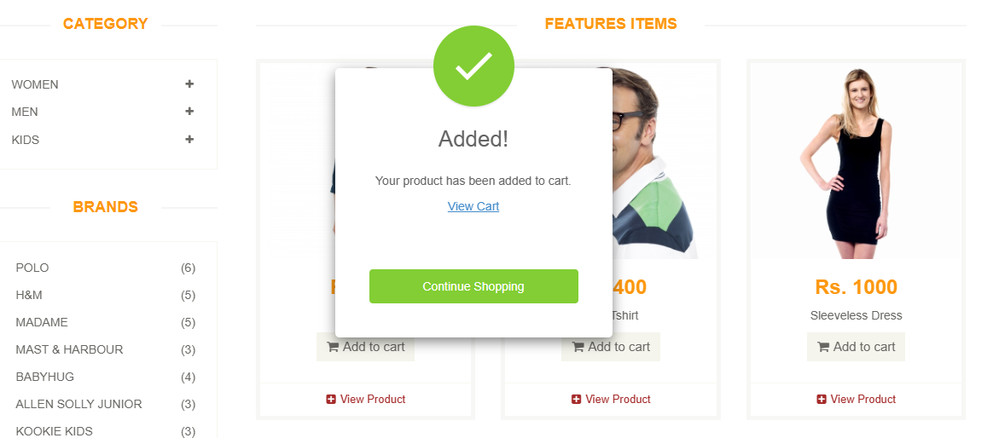 CATEGORY
WOMEN
MEN
KIDS
BRANDS
POLO (6)
H&M (5)
MADAME (5)
MAST & HARBOUR (3)
BABYHUG (4)
ALLEN SOLLY JUNIOR (3)
KOOKIE KIDS (3)
FEATURES ITEMS
Added!
Your product has been added to cart.
View Cart
Continue Shopping
Add to cart
View Product
400
Tshirt
Add to cart
View Product
Rs. 1000
Sleeveless Dress
Add to cart
View Product